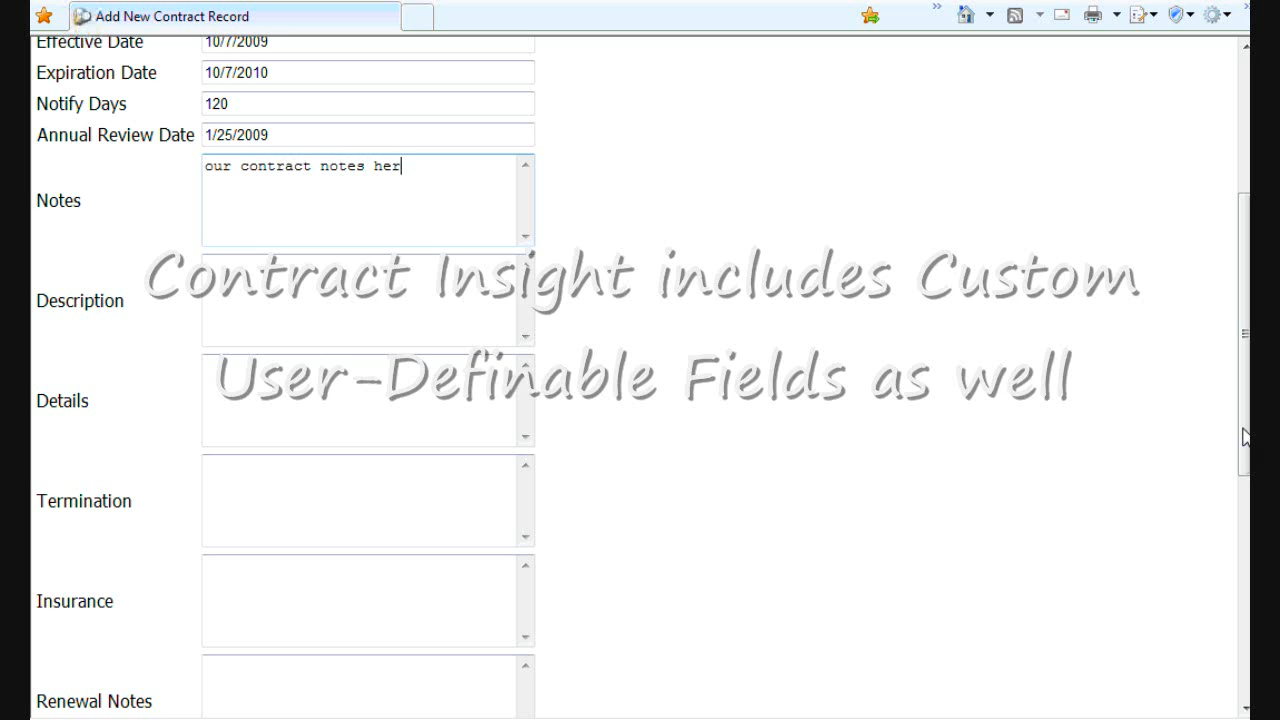 Add New Contract Record
Effective Date 10/7/2009
Expiration Date 10/7/2010
Notify Days 120
Annual Review Date 1/25/2009
Notes our contract notes her
Contract Insight includes Custom
Description
User-Definable Fields as well
Details
Termination
Insurance
Renewal Notes